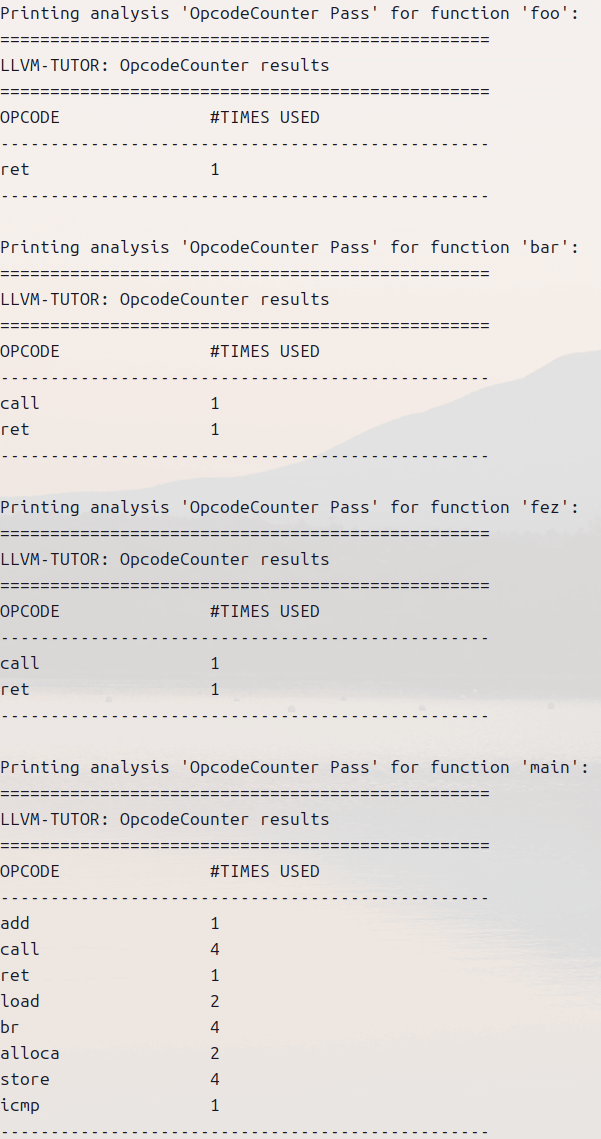 Printing analysis 'OpcodeCounter Pass' for function 'foo':
=================================================
LLVM-TUTOR: OpcodeCounter results
=================================================
OPCODE               #TIMES USED
-------------------------------------------------
ret                  1
-------------------------------------------------

Printing analysis 'OpcodeCounter Pass' for function 'bar':
=================================================
LLVM-TUTOR: OpcodeCounter results
=================================================
OPCODE               #TIMES USED
-------------------------------------------------
call                 1
ret                  1
-------------------------------------------------

Printing analysis 'OpcodeCounter Pass' for function 'fez':
=================================================
LLVM-TUTOR: OpcodeCounter results
=================================================
OPCODE               #TIMES USED
-------------------------------------------------
call                 1
ret                  1
-------------------------------------------------

Printing analysis 'OpcodeCounter Pass' for function 'main':
=================================================
LLVM-TUTOR: OpcodeCounter results
=================================================
OPCODE               #TIMES USED
-------------------------------------------------
add                  1
call                 4
ret                  1
load                 2
br                   4
alloca               2
store                4
icmp                 1
-------------------------------------------------